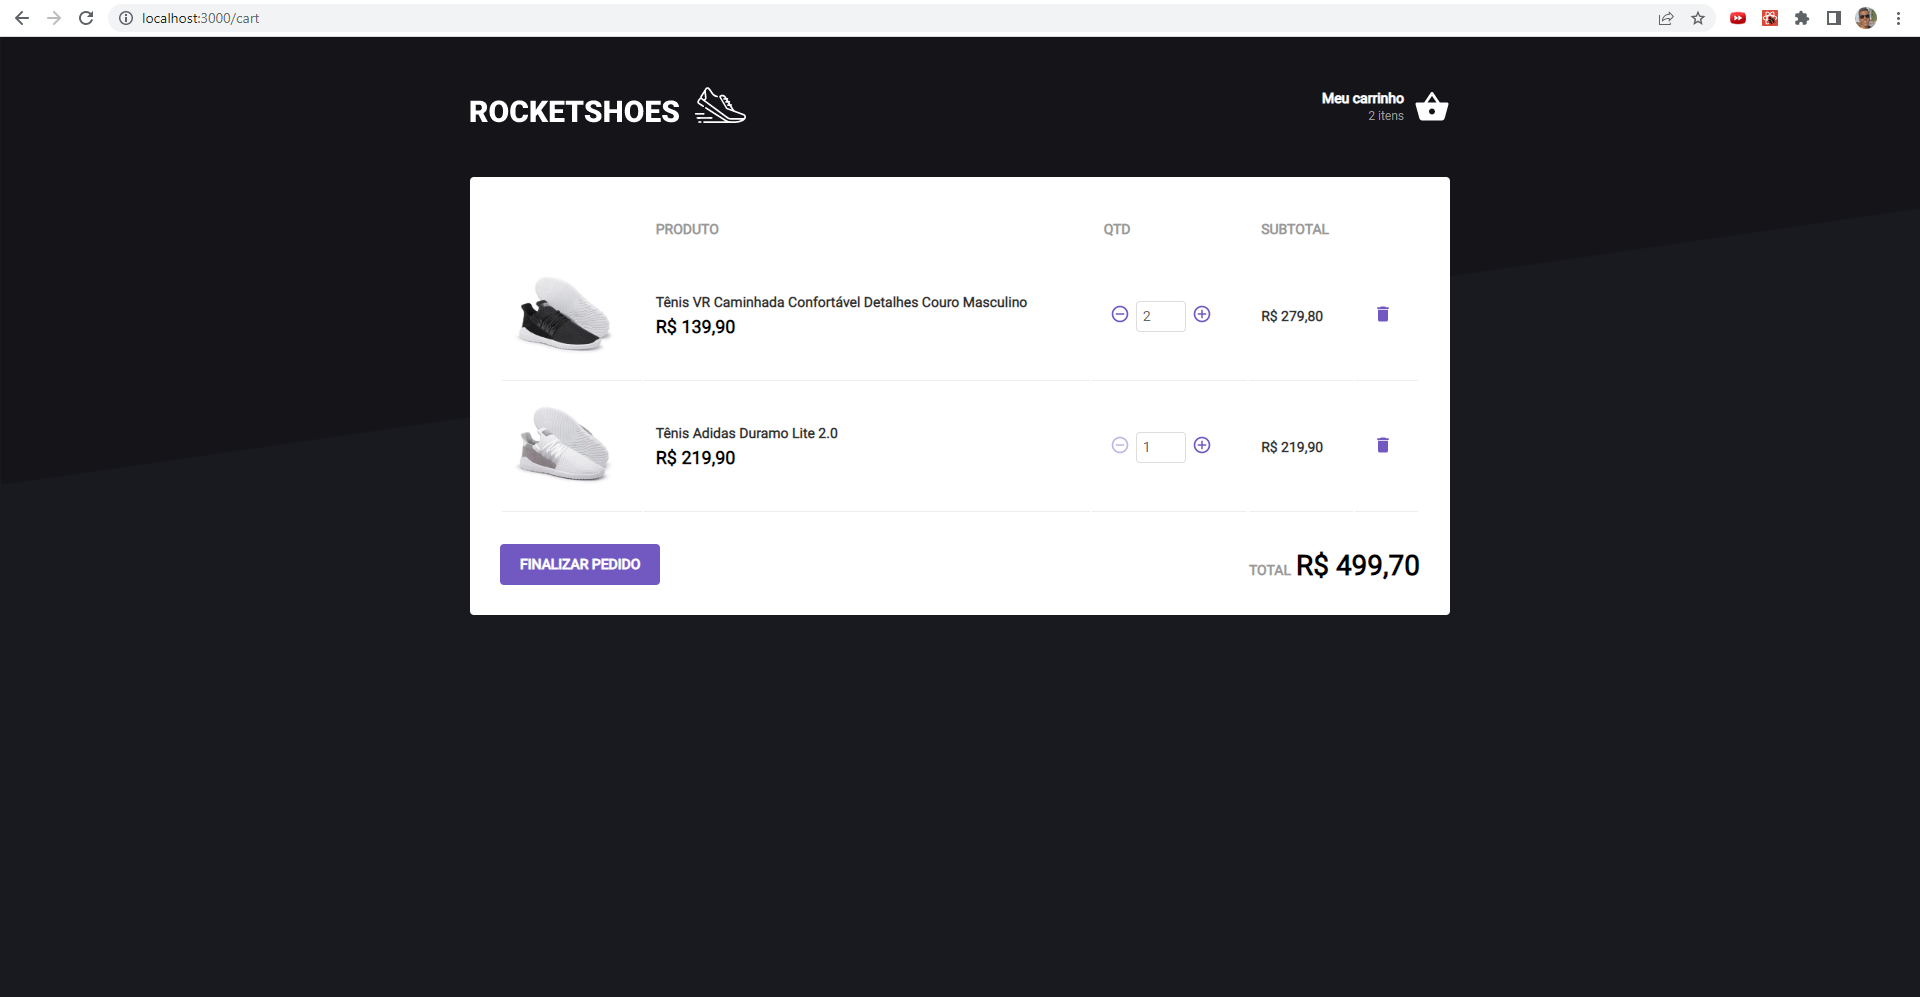 localhost:3000/cart
ROCKETSHOES
Meu carrinho
2 itens
PRODUTO QTD SUBTOTAL
Tênis VR Caminhada Confortável Detalhes Couro Masculino
R$ 139,90
2
R$ 279,80
Tênis Adidas Duramo Lite 2.0
R$ 219,90
1
R$ 219,90
FINALIZAR PEDIDO
TOTAL R$ 499,70